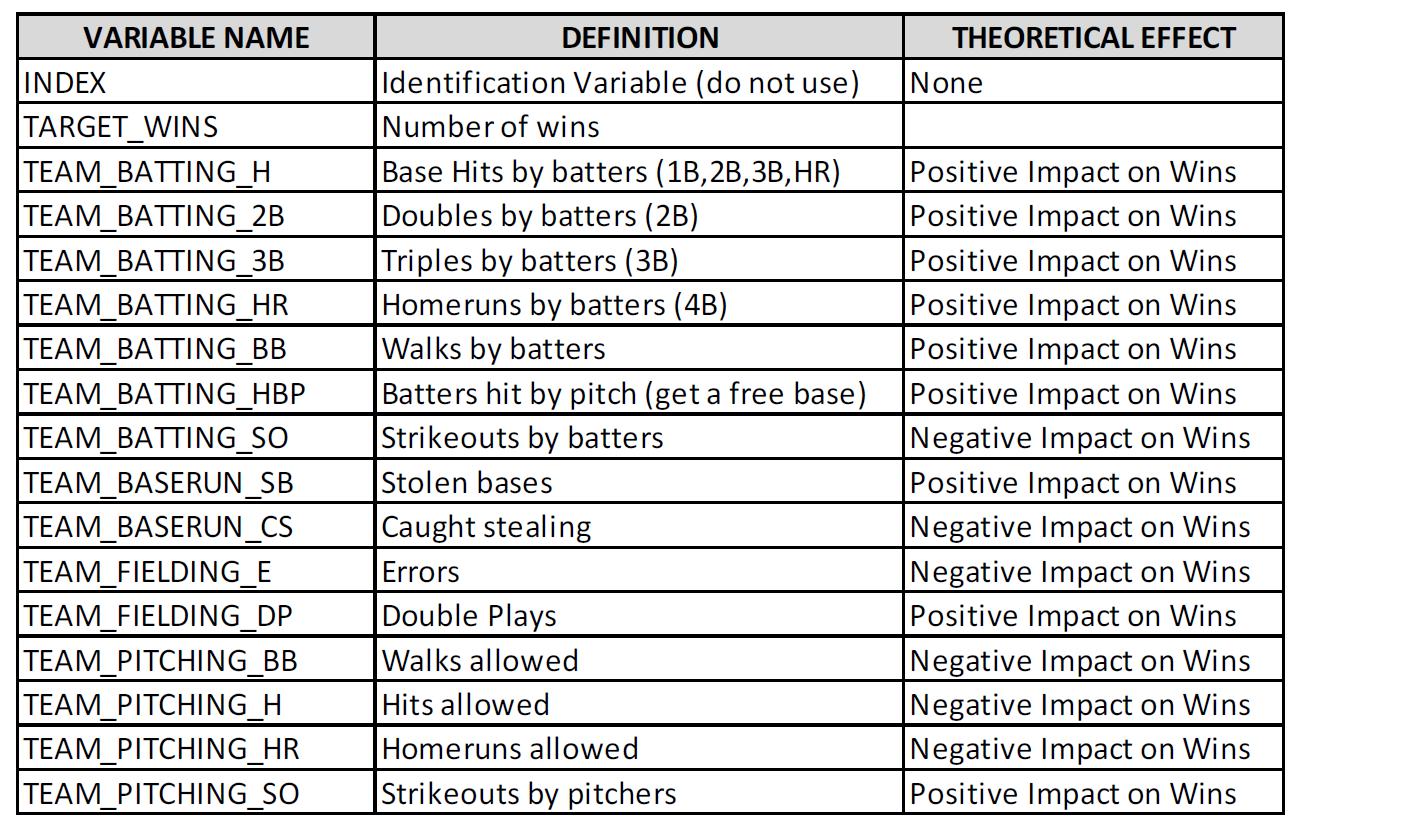 VARIABLE NAME DEFINITION THEORETICAL EFFECT
INDEX Identification Variable (do not use) None
TARGET_WINS Number of wins
TEAM_BATTING_H Base Hits by batters (1B,2B,3B,HR) Positive Impact on Wins
TEAM_BATTING_2B Doubles by batters (2B) Positive Impact on Wins
TEAM_BATTING_3B Triples by batters (3B) Positive Impact on Wins
TEAM_BATTING_HR Homeruns by batters (4B) Positive Impact on Wins
TEAM_BATTING_BB Walks by batters Positive Impact on Wins
TEAM_BATTING_HBP Batters hit by pitch (get a free base) Positive Impact on Wins
TEAM_BATTING_SO Strikeouts by batters Negative Impact on Wins
TEAM_BASERUN_SB Stolen bases Positive Impact on Wins
TEAM_BASERUN_CS Caught stealing Negative Impact on Wins
TEAM_FIELDING_E Errors Negative Impact on Wins
TEAM_FIELDING_DP Double Plays Positive Impact on Wins
TEAM_PITCHING_BB Walks allowed Negative Impact on Wins
TEAM_PITCHING_H Hits allowed Negative Impact on Wins
TEAM_PITCHING_HR Homeruns allowed Negative Impact on Wins
TEAM_PITCHING_SO Strikeouts by pitchers Positive Impact on Wins